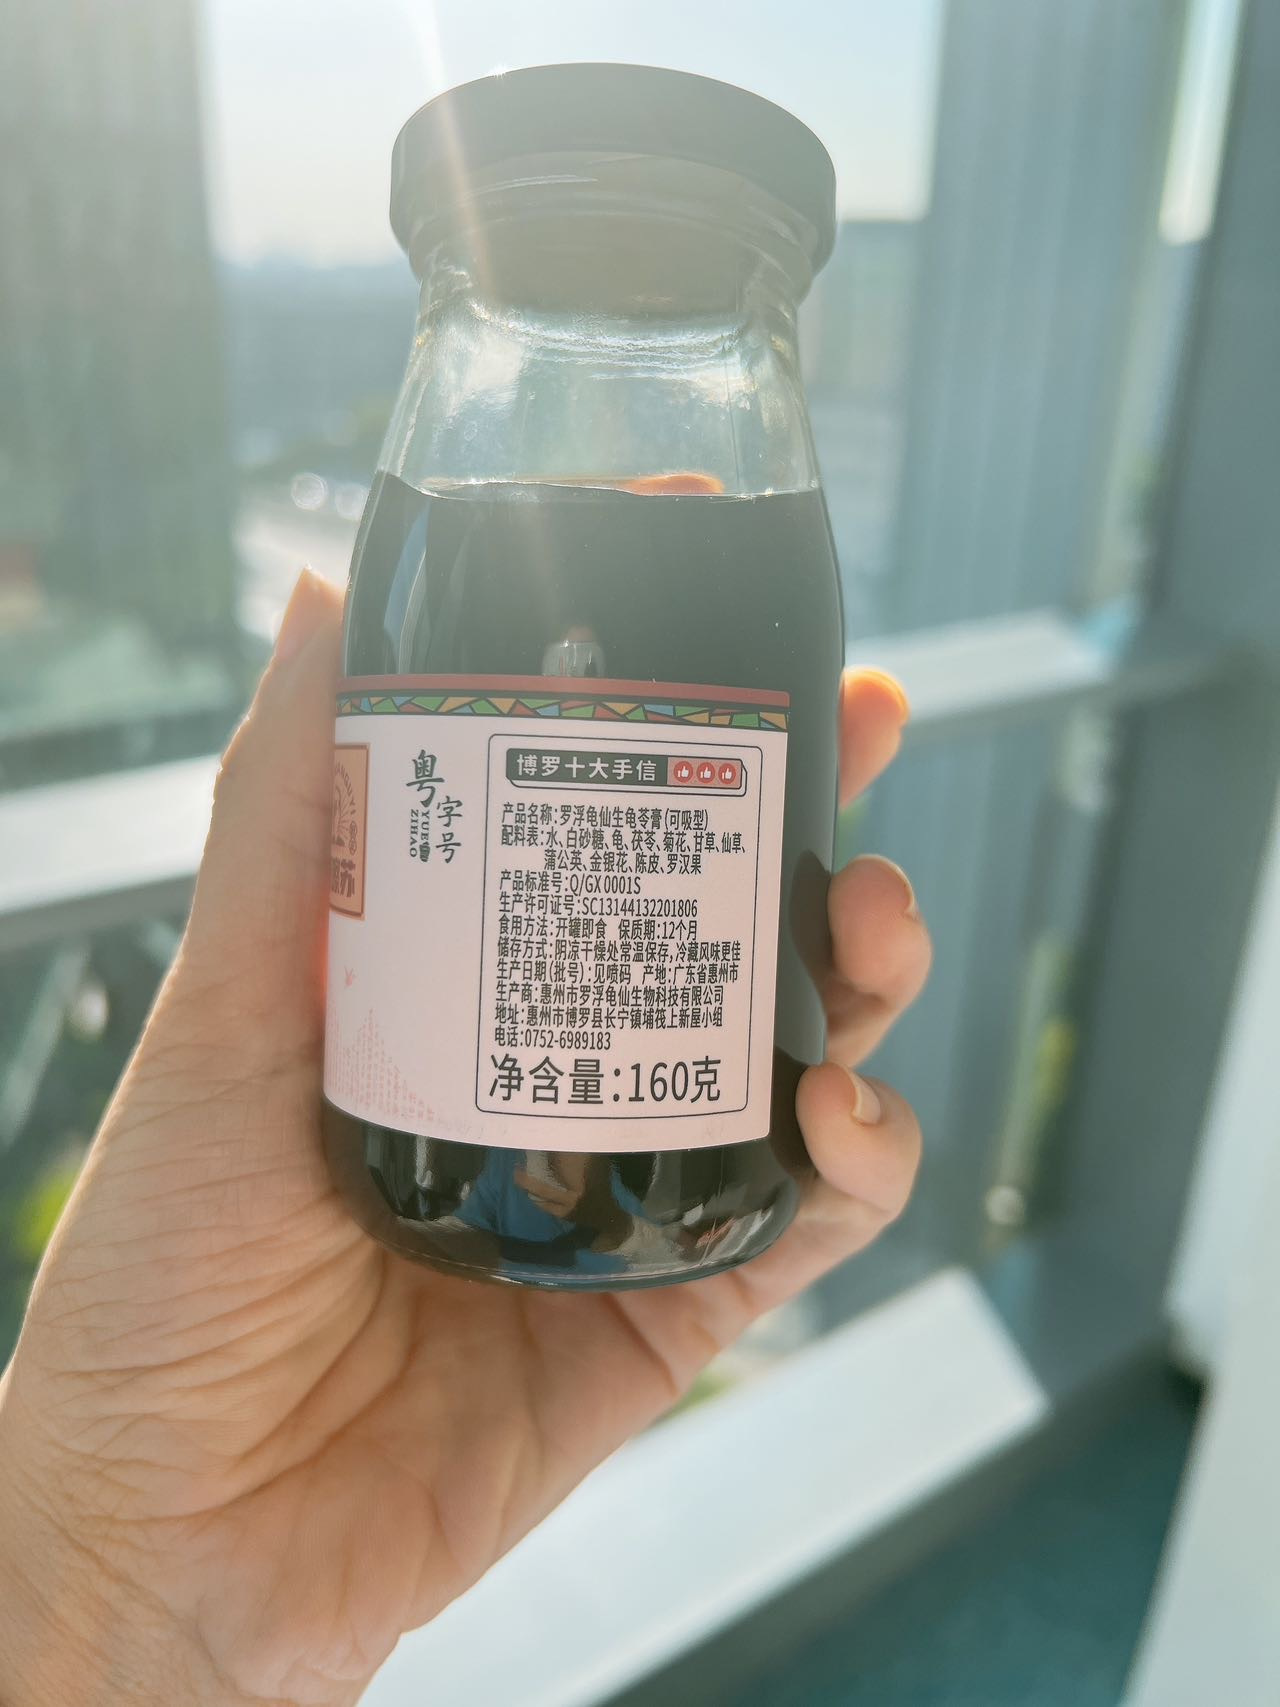 粤字号
YUE
ZIHAO
博罗十大手信
产品名称:罗浮龟仙生龟苓膏(可吸型)
配料表:水、白砂糖、龟、茯苓、菊花、甘草、仙草、
蒲公英、金银花、陈皮、罗汉果
产品标准号:Q/GX 0001S
生产许可证号:SC13144132201806
食用方法:开罐即食 保质期:12个月
储存方式:阴凉干燥处常温保存,冷藏风味更佳
生产日期(批号):见喷码 产地:广东省惠州市
生产商:惠州市罗浮龟仙生物科技有限公司
地址:惠州市博罗县长宁镇埔筏上新屋小组
电话:0752-6989183
净含量:160克